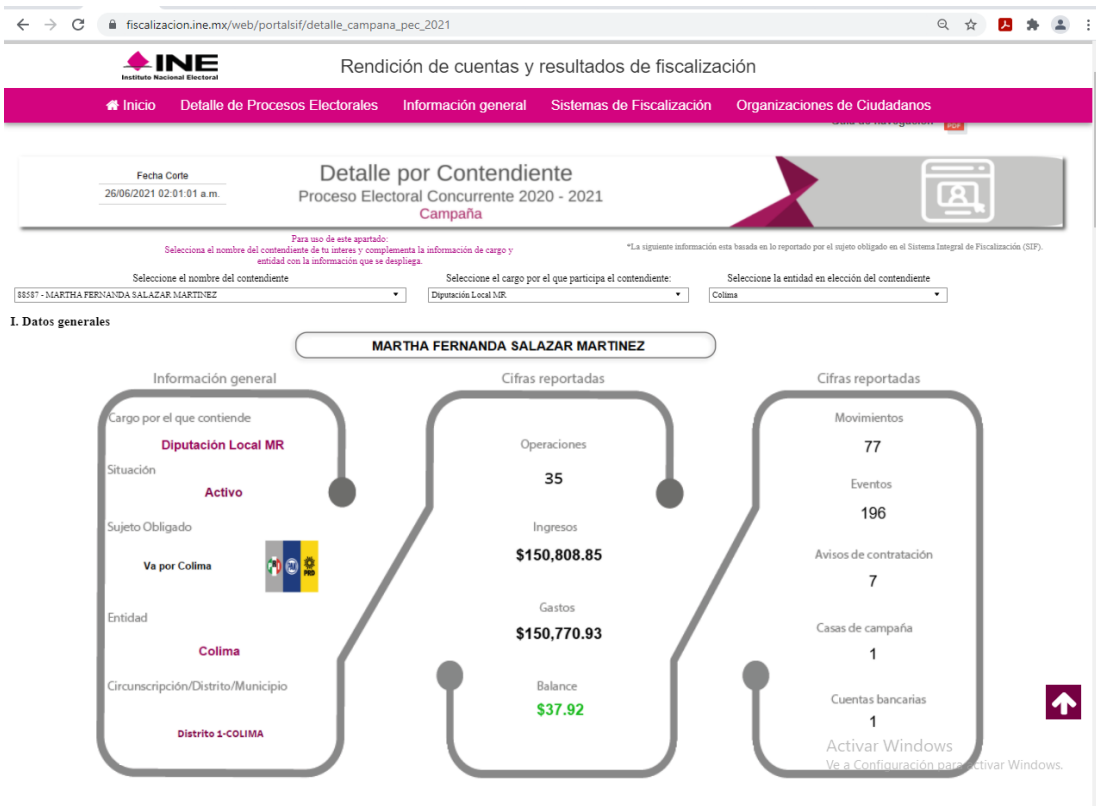 fiscalizacion.ine.mx/web/portalsif/detalle_campana_pec_2021
INE
Instituto Nacional Electoral
Rendición de cuentas y resultados de fiscalización
Inicio Detalle de Procesos Electorales Información general Sistemas de Fiscalización Organizaciones de Ciudadanos
Guía de navegación PDF
Fecha Corte
26/06/2021 02:01:01 a.m.
Detalle por Contendiente
Proceso Electoral Concurrente 2020 - 2021
Campaña
Para uso de este apartado:
Selecciona el nombre del contendiente de tu interes y complementa la información de cargo y
entidad con la información que se despliega.
*La siguiente información esta basada en lo reportado por el sujeto obligado en el Sistema Integral de Fiscalización (SIF).
Seleccione el nombre del contendiente
88587 - MARTHA FERNANDA SALAZAR MARTINEZ
Seleccione el cargo por el que participa el contendiente:
Diputación Local MR
Seleccione la entidad en elección del contendiente
Colima
I. Datos generales
MARTHA FERNANDA SALAZAR MARTINEZ
Información general
Cargo por el que contiende
Diputación Local MR
Situación
Activo
Sujeto Obligado
Va por Colima
PRI PAN PRD
Entidad
Colima
Circunscripción/Distrito/Municipio
Distrito 1-COLIMA
Cifras reportadas
Operaciones
35
Ingresos
$150,808.85
Gastos
$150,770.93
Balance
$37.92
Cifras reportadas
Movimientos
77
Eventos
196
Avisos de contratación
7
Casas de campaña
1
Cuentas bancarias
1
Activar Windows
Ve a Configuración para activar Windows.